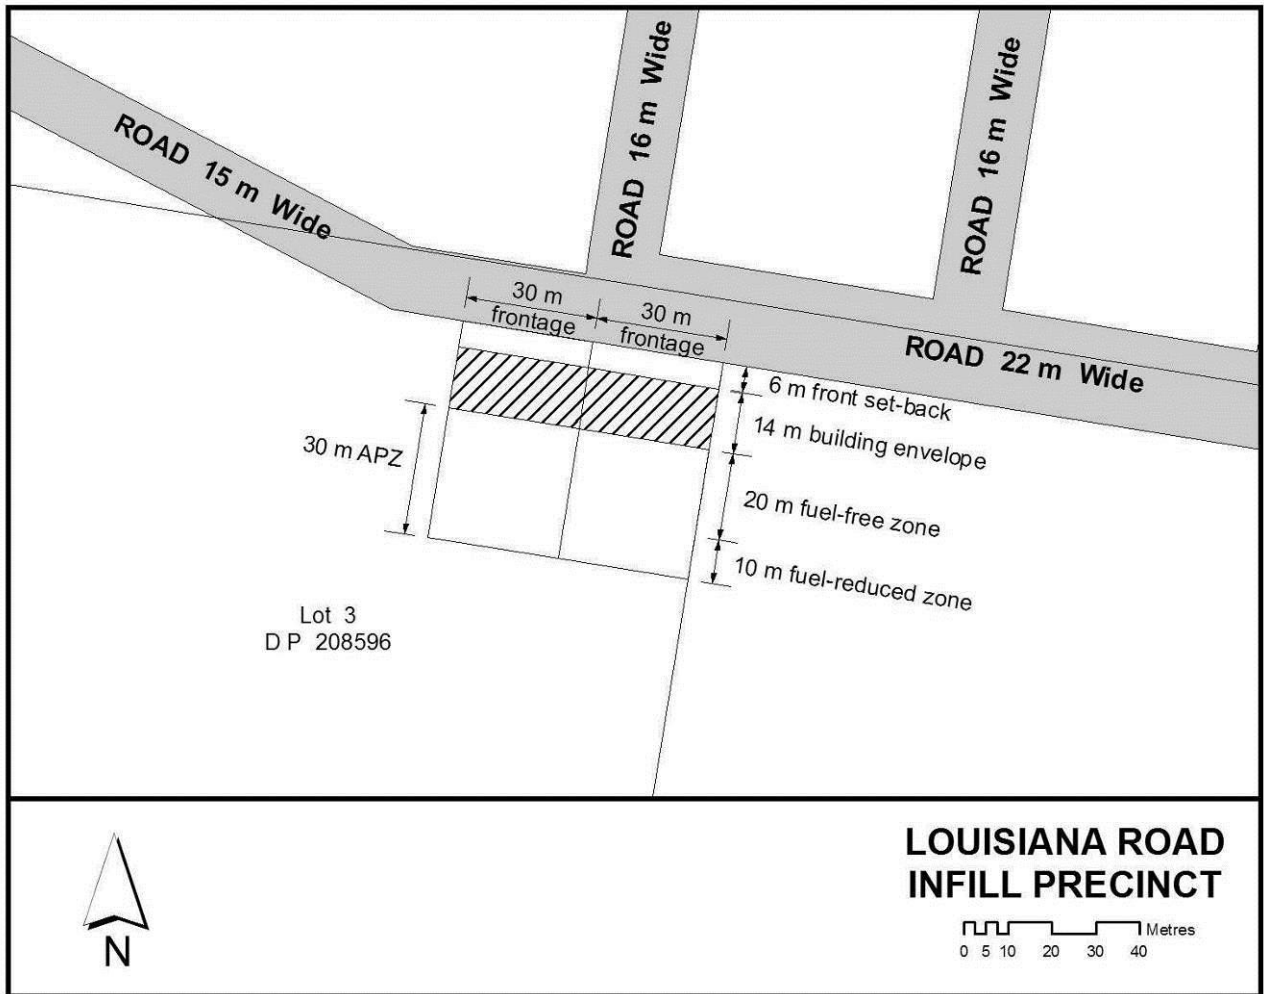 ROAD 15 m Wide
ROAD 16 m Wide
ROAD 16 m Wide
30 m
frontage
30 m
frontage
ROAD 22 m Wide
6 m front set-back
14 m building envelope
30 m APZ
20 m fuel-free zone
10 m fuel-reduced zone
Lot 3
D P 208596
N
LOUISIANA ROAD
INFILL PRECINCT
Metres
0 5 10 20 30 40